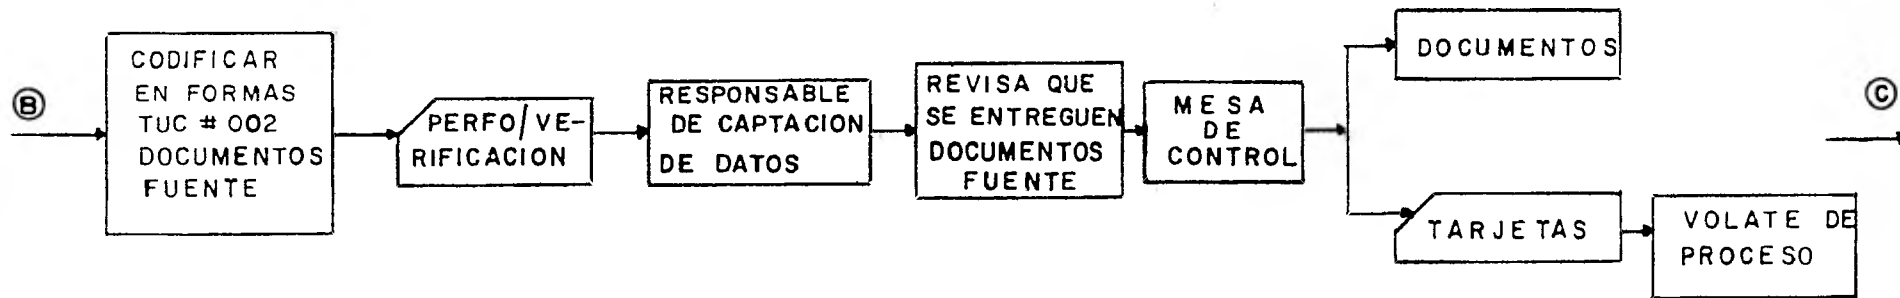 B
CODIFICAR
EN FORMAS
TUC # 002
DOCUMENTOS
FUENTE
PERFO/VE-
RIFICACION
RESPONSABLE
DE CAPTACION
DE DATOS
REVISA QUE
SE ENTREGUEN
DOCUMENTOS
FUENTE
MESA
DE
CONTROL
DOCUMENTOS
TARJETAS
VOLATE DE
PROCESO
C